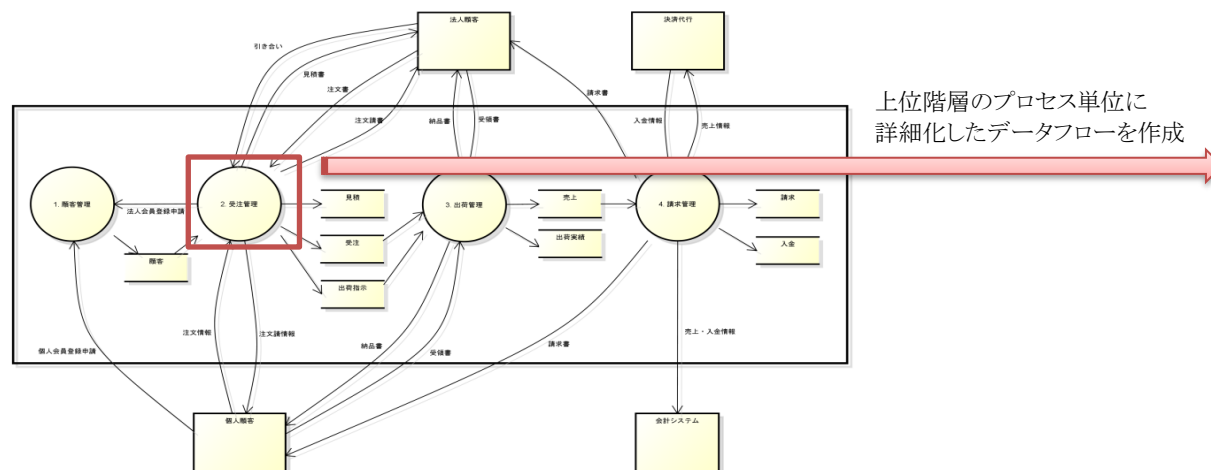 法人顧客
決済代行
引き合い
見積書
注文書
注文請書
納品書
受領書
請求書
入金情報
売上情報
上位階層のプロセス単位に
詳細化したデータフローを作成
1. 顧客管理
法人会員登録申請
2. 受注管理
見積
3. 出荷管理
売上
4. 請求管理
請求
受注
出荷実績
入金
顧客
出荷指示
個人会員登録申請
注文情報
注文請情報
納品書
受領書
請求書
売上・入金情報
個人顧客
会計システム